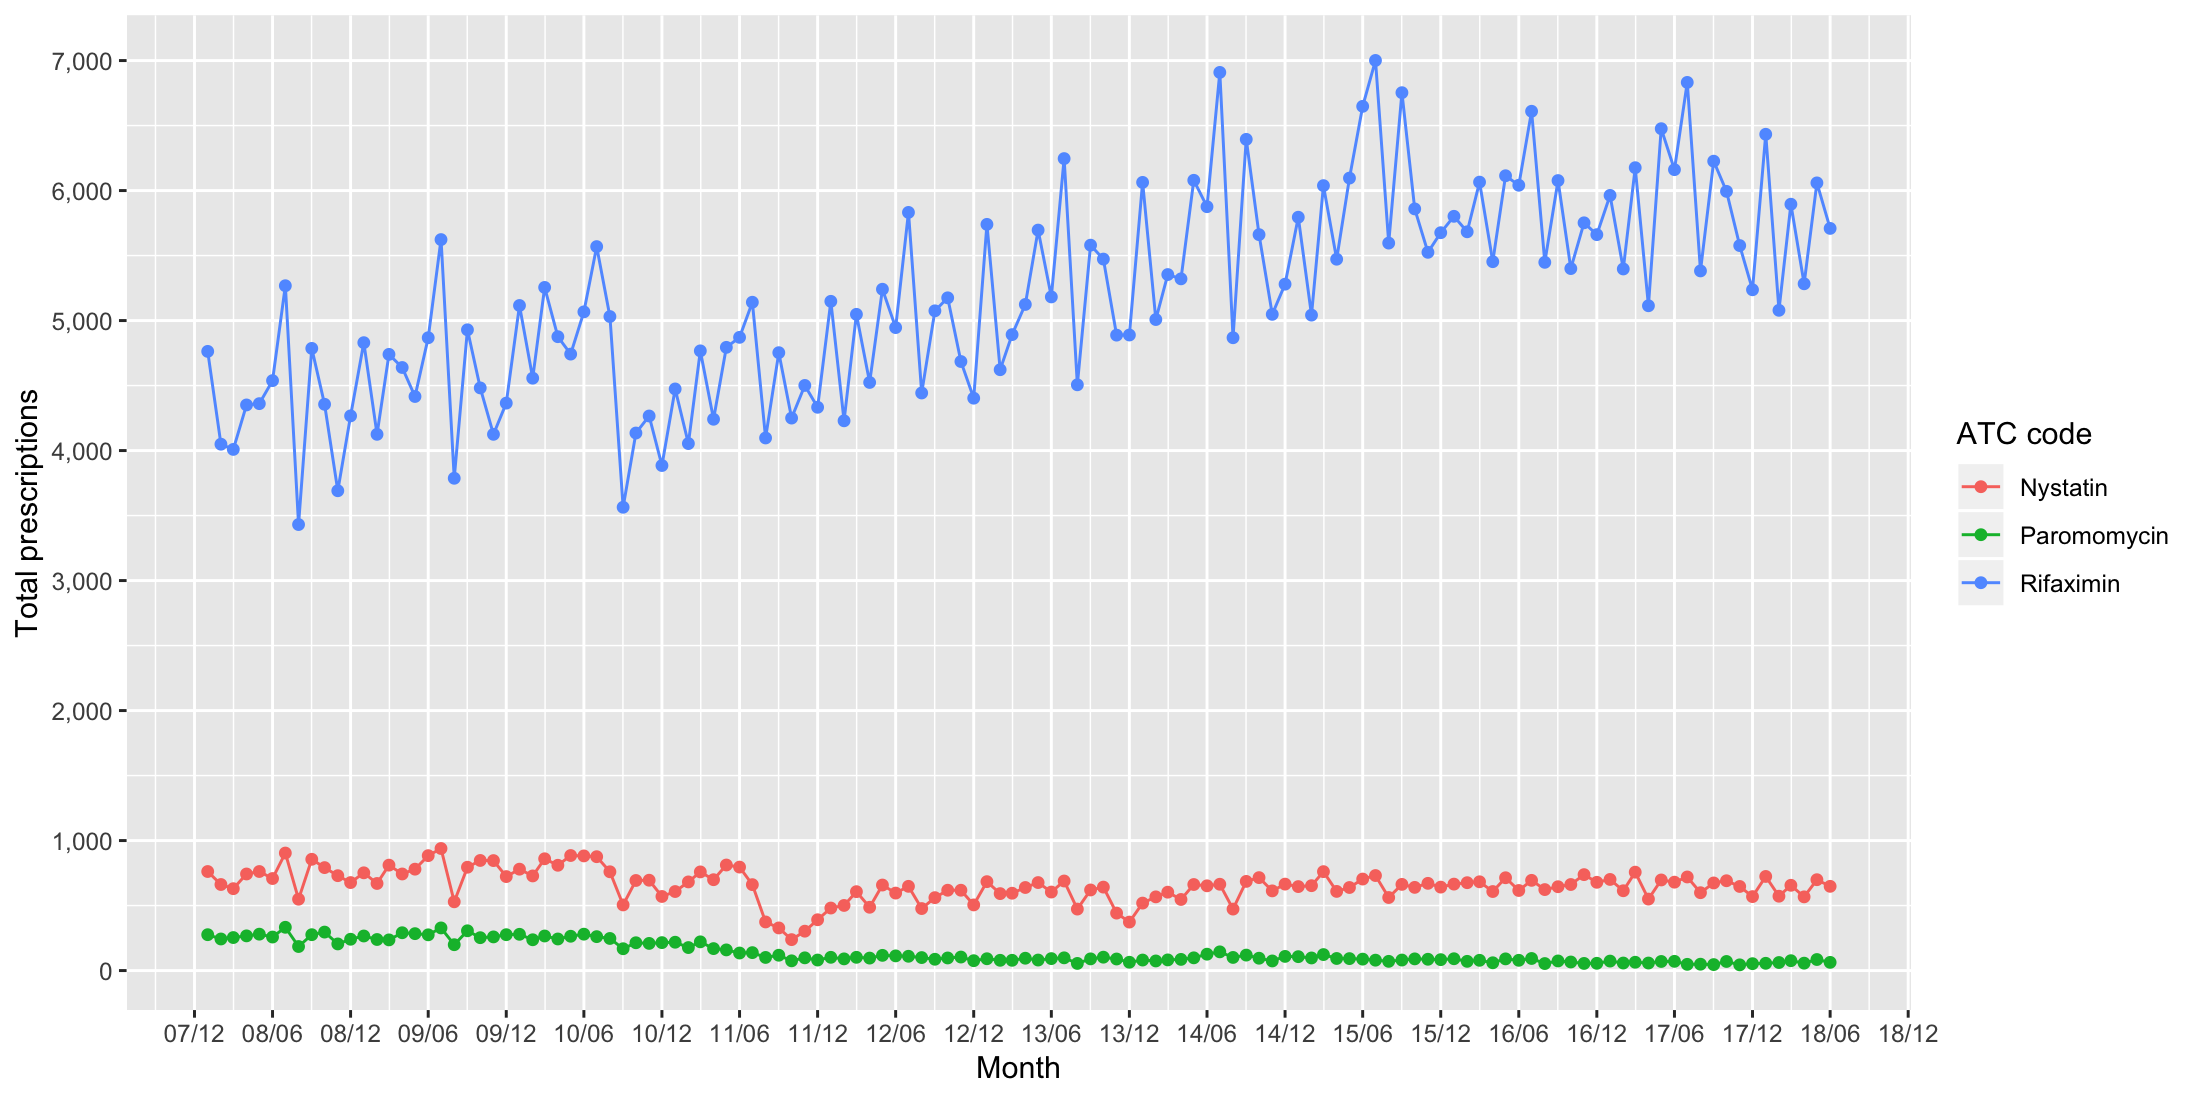 Total prescriptions
7,000
6,000
5,000
4,000
3,000
2,000
1,000
0
07/12 08/06 08/12 09/06 09/12 10/06 10/12 11/06 11/12 12/06 12/12 13/06 13/12 14/06 14/12 15/06 15/12 16/06 16/12 17/06 17/12 18/06 18/12
Month
ATC code
Nystatin
Paromomycin
Rifaximin